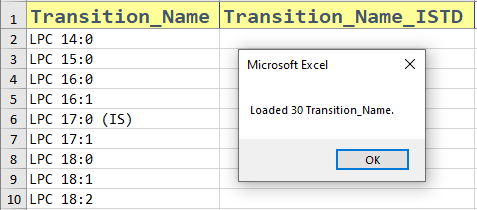 1 Transition_Name Transition_Name_ISTD
2 LPC 14:0
3 LPC 15:0
4 LPC 16:0
5 LPC 16:1
6 LPC 17:0 (IS)
7 LPC 17:1
8 LPC 18:0
9 LPC 18:1
10 LPC 18:2
Microsoft Excel
Loaded 30 Transition_Name.
OK